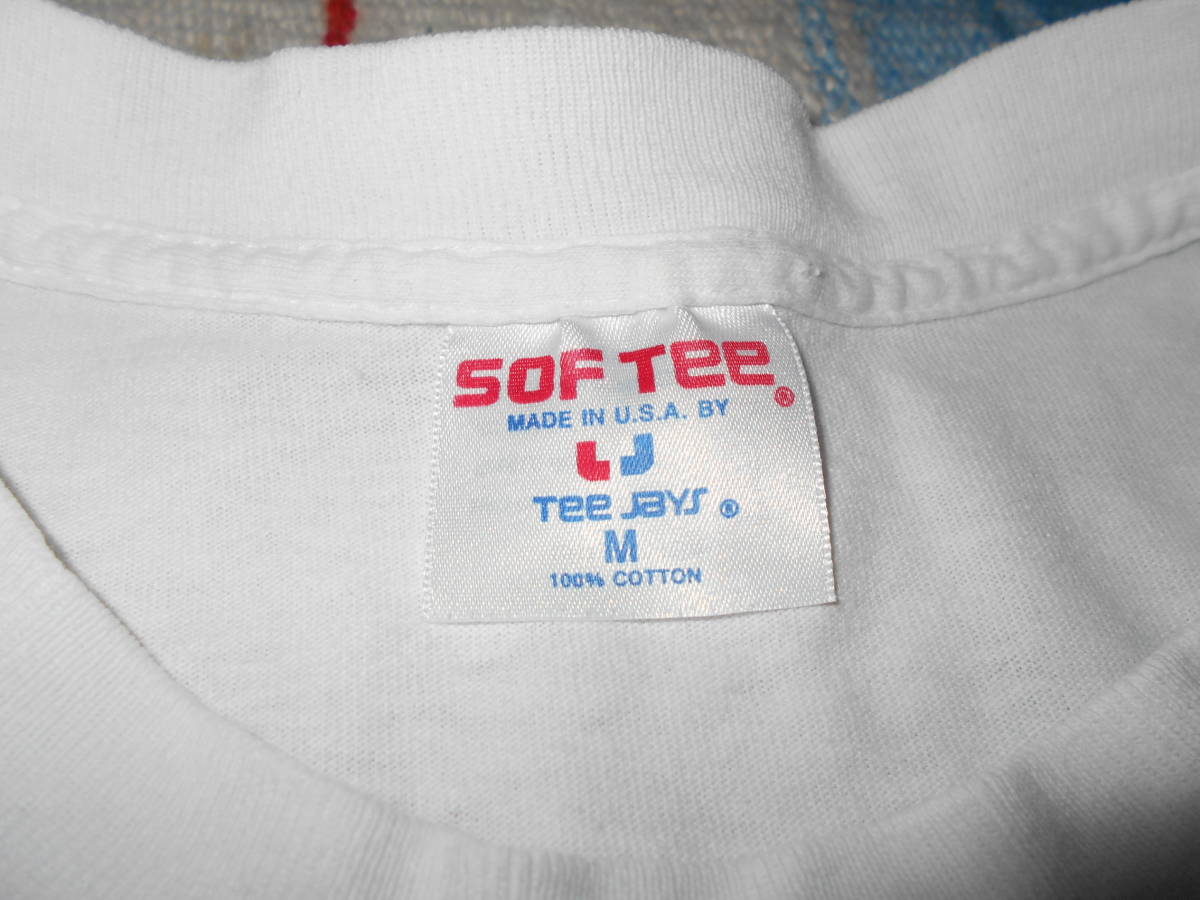 SOF TEE®
MADE IN U.S.A. BY
TEE JAYS ®
M
100% COTTON